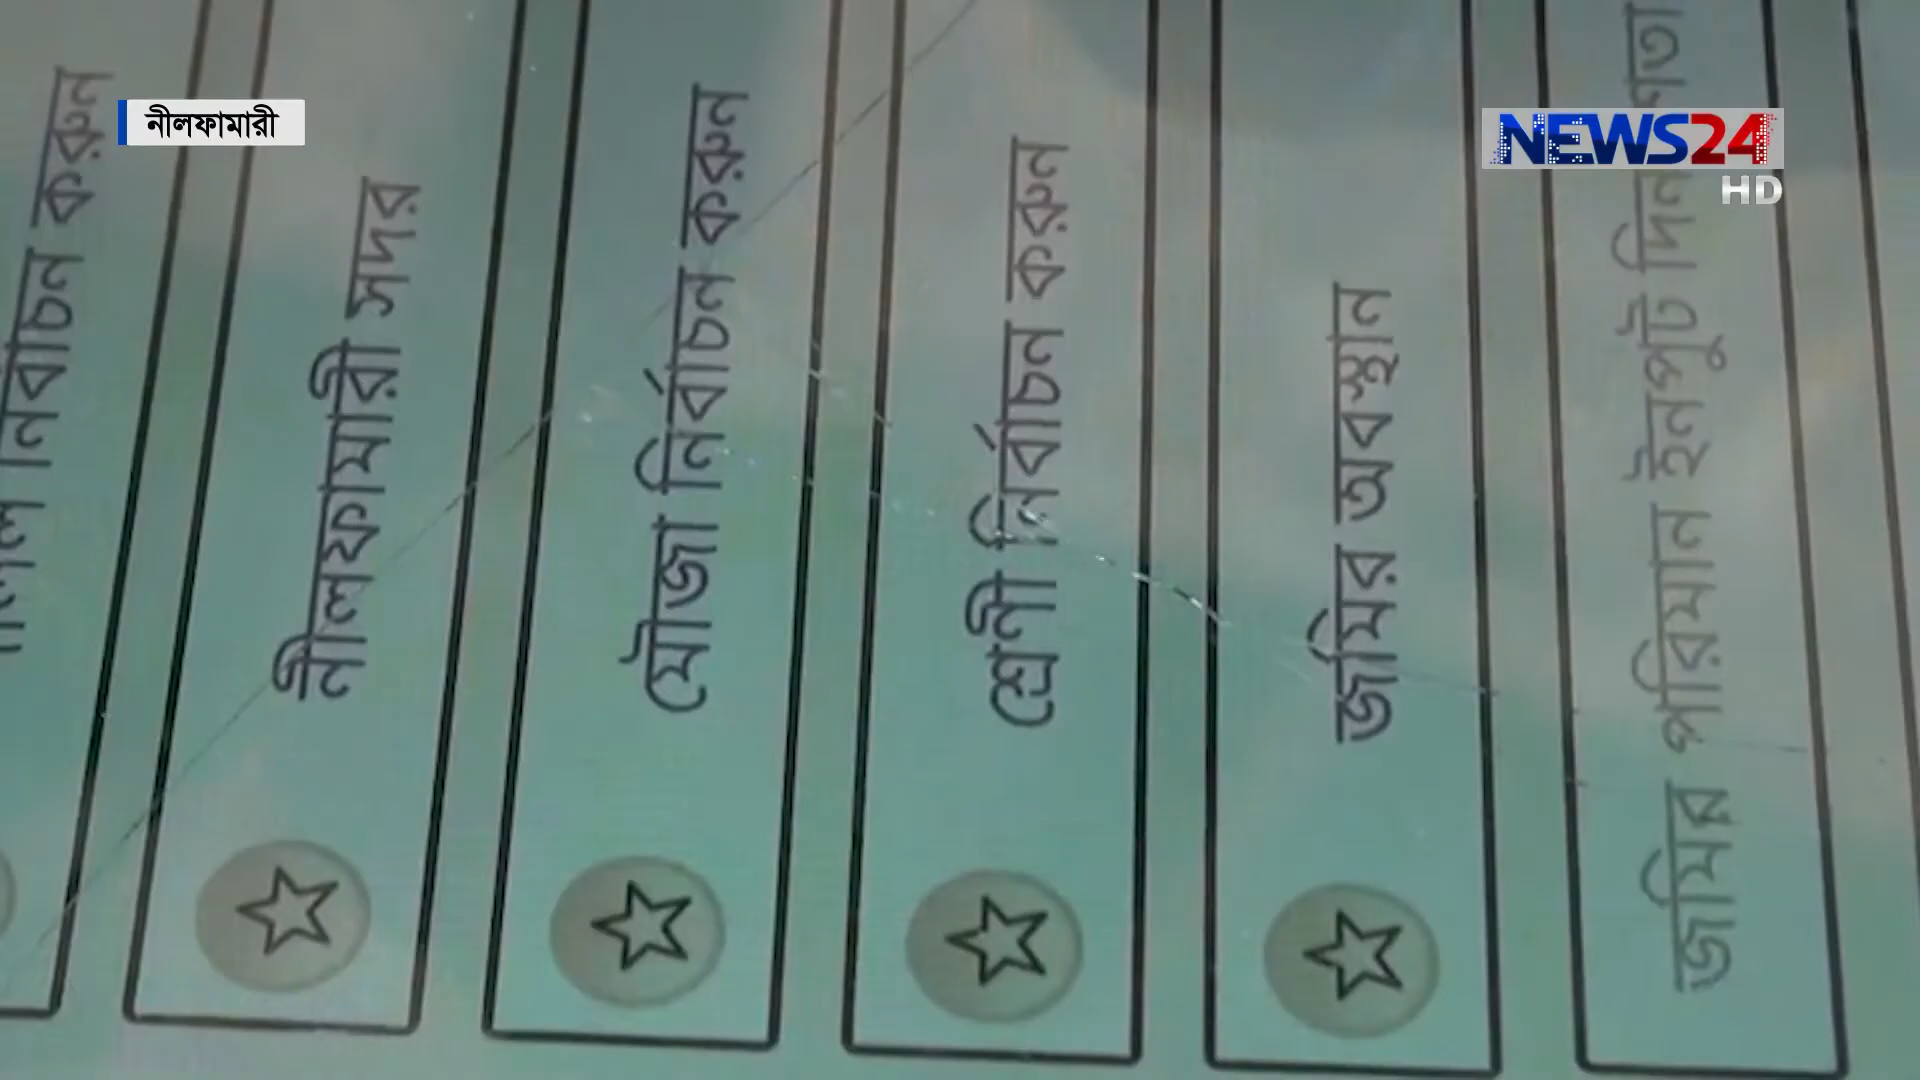 নীলফামারী
NEWS24
HD
নির্বাচন করুন
নীলফামারী সদর
মৌজা নির্বাচন করুন
শ্রেণী নির্বাচন করুন
জমির অবস্থান
জমির পরিমান ইনপুট দিন